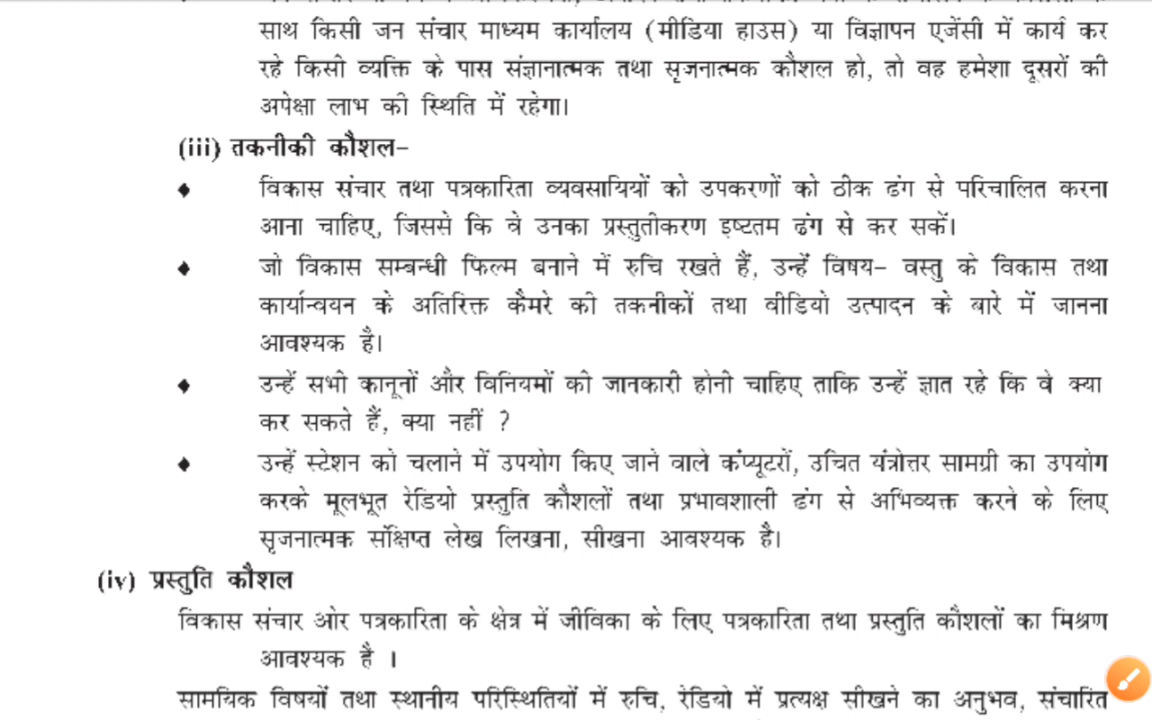 साथ किसी जन संचार माध्यम कार्यालय (मीडिया हाउस) या विज्ञापन एजेंसी में कार्य कर
रहे किसी व्यक्ति के पास संज्ञानात्मक तथा सृजनात्मक कौशल हो, तो वह हमेशा दूसरों की
अपेक्षा लाभ की स्थिति में रहेगा।
(iii) तकनीकी कौशल–
♦ विकास संचार तथा पत्रकारिता व्यवसायियों को उपकरणों को ठीक ढंग से परिचालित करना
आना चाहिए, जिससे कि वे उनका प्रस्तुतीकरण इष्टतम ढंग से कर सकें।
♦ जो विकास सम्बन्धी फिल्म बनाने में रुचि रखते हैं, उन्हें विषय– वस्तु के विकास तथा
कार्यान्वयन के अतिरिक्त कैमरे की तकनीकों तथा वीडियो उत्पादन के बारे में जानना
आवश्यक है।
♦ उन्हें सभी कानूनों और विनियमों की जानकारी होनी चाहिए ताकि उन्हें ज्ञात रहे कि वे क्या
कर सकते हैं, क्या नहीं ?
♦ उन्हें स्टेशन को चलाने में उपयोग किए जाने वाले कंप्यूटरों, उचित यंत्रोत्तर सामग्री का उपयोग
करके मूलभूत रेडियो प्रस्तुति कौशलों तथा प्रभावशाली ढंग से अभिव्यक्त करने के लिए
सृजनात्मक संक्षिप्त लेख लिखना, सीखना आवश्यक है।
(iv) प्रस्तुति कौशल
विकास संचार ओर पत्रकारिता के क्षेत्र में जीविका के लिए पत्रकारिता तथा प्रस्तुति कौशलों का मिश्रण
आवश्यक है ।
सामयिक विषयों तथा स्थानीय परिस्थितियों में रुचि, रेडियो में प्रत्यक्ष सीखने का अनुभव, संचारित